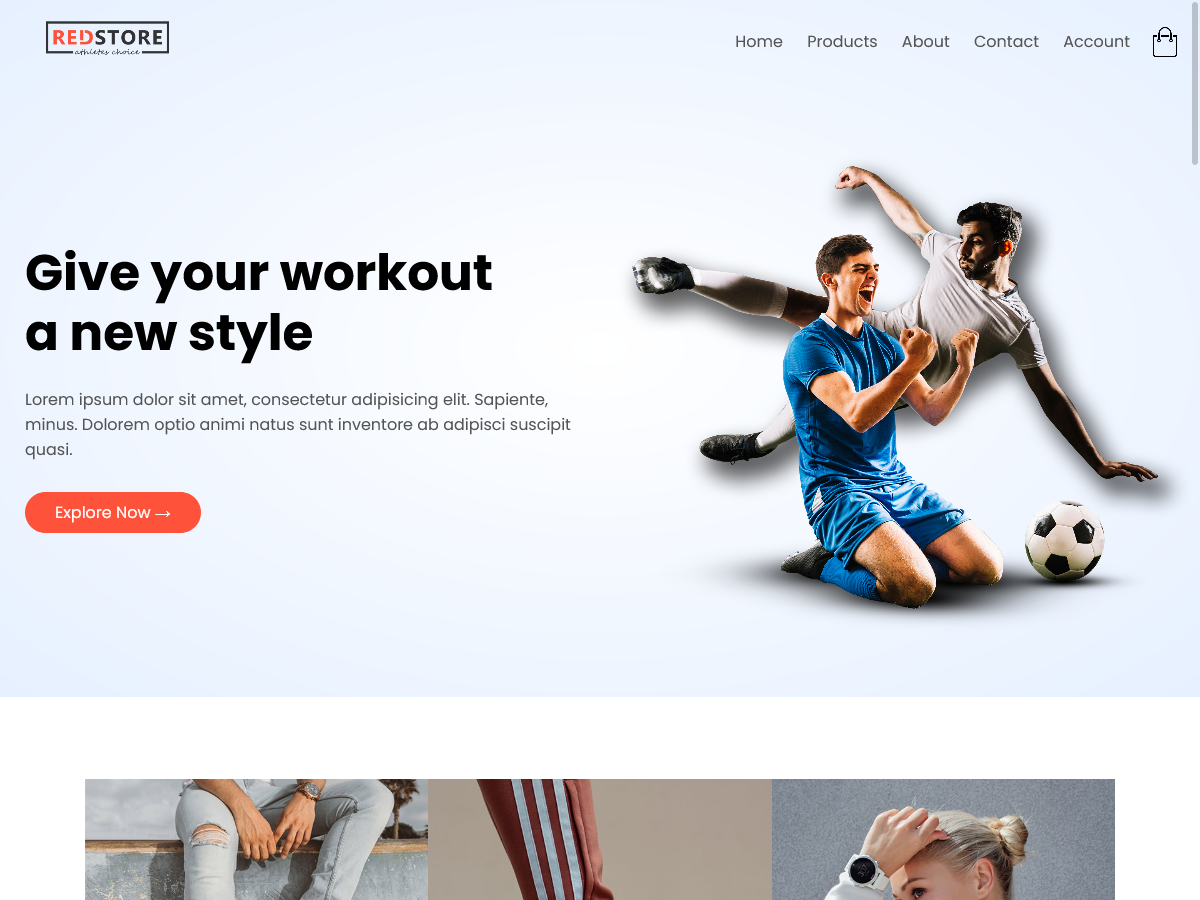 REDSTORE
athletes choice
Home Products About Contact Account
Give your workout
a new style
Lorem ipsum dolor sit amet, consectetur adipisicing elit. Sapiente,
minus. Dolorem optio animi natus sunt inventore ab adipisci suscipit
quasi.
Explore Now →